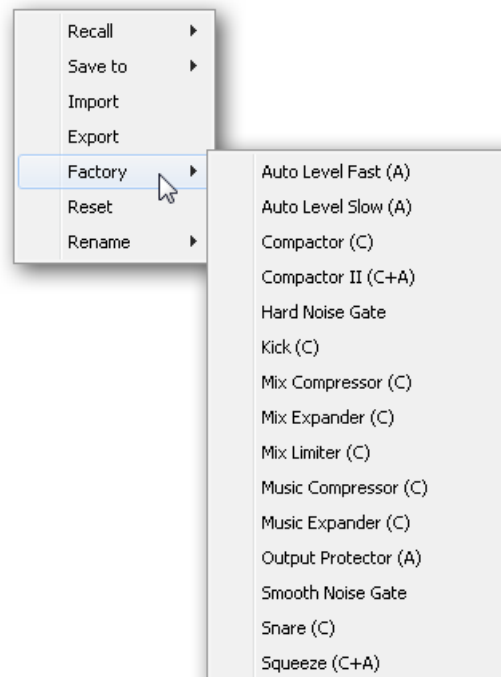 Recall
Save to
Import
Export
Factory
Reset
Rename
Auto Level Fast (A)
Auto Level Slow (A)
Compactor (C)
Compactor II (C+A)
Hard Noise Gate
Kick (C)
Mix Compressor (C)
Mix Expander (C)
Mix Limiter (C)
Music Compressor (C)
Music Expander (C)
Output Protector (A)
Smooth Noise Gate
Snare (C)
Squeeze (C+A)